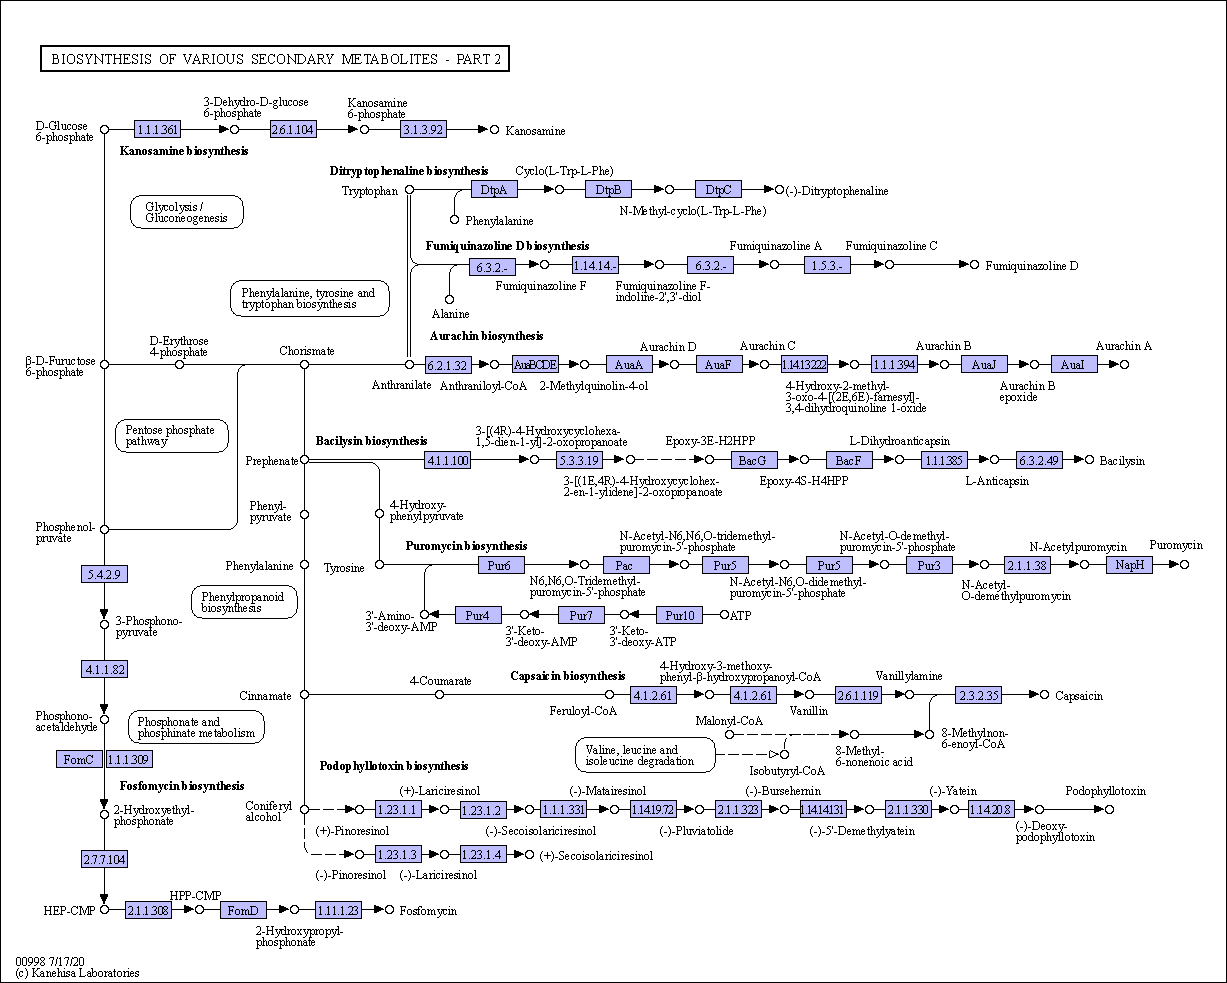 BIOSYNTHESIS OF VARIOUS SECONDARY METABOLITES - PART 2
3-Dehydro-D-glucose
6-phosphate
Kanosamine
6-phosphate
D-Glucose
6-phosphate
1.1.1.361
2.6.1.104
3.1.3.92
Kanosamine
Kanosamine biosynthesis
Ditryptophenaline biosynthesis
Cyclo(L-Trp-L-Phe)
Tryptophan
DtpA
DtpB
DtpC
(-)-Ditryptophenaline
Glycolysis /
Gluconeogenesis
Phenylalanine
N-Methyl-cyclo(L-Trp-L-Phe)
Fumiquinazoline D biosynthesis
Fumiquinazoline A
Fumiquinazoline C
6.3.2.-
1.14.14.-
6.3.2.-
1.5.3.-
Fumiquinazoline D
Fumiquinazoline F
Fumiquinazoline F-
indoline-2',3'-diol
Phenylalanine, tyrosine and
tryptophan biosynthesis
Alanine
Aurachin biosynthesis
D-Erythrose
4-phosphate
Chorismate
Aurachin D
Aurachin C
Aurachin B
Aurachin A
β-D-Fuructose
6-phosphate
6.2.1.32
AuaBCDE
AuaA
AuaF
1.14.13.222
1.1.1.394
AuaJ
AuaI
Anthranilate
Anthraniloyl-CoA
2-Methylquinolin-4-ol
4-Hydroxy-2-methyl-
3-oxo-4-[(2E,6E)-farnesyl]-
3,4-dihydroquinoline 1-oxide
Aurachin B
epoxide
Pentose phosphate
pathway
Bacilysin biosynthesis
3-[(4R)-4-Hydroxycyclohexa-
1,5-dien-1-yl]-2-oxopropanoate
Epoxy-3E-H2HPP
L-Dihydroanticapsin
Prephenate
4.1.1.100
5.3.3.19
BacG
BacF
1.1.1.385
6.3.2.49
Bacilysin
3-[(1E,4R)-4-Hydroxycyclohex-
2-en-1-ylidene]-2-oxopropanoate
Epoxy-4S-H4HPP
L-Anticapsin
Phenyl-
pyruvate
4-Hydroxy-
phenylpyruvate
Phosphenol-
pruvate
Puromycin biosynthesis
N-Acetyl-N6,N6,O-tridemethyl-
puromycin-5'-phosphate
N-Acetyl-O-demethyl-
puromycin-5'-phosphate
N-Acetylpuromycin
Puromycin
Phenylalanine
Tyrosine
Pur6
Pac
Pur5
Pur5
Pur3
2.1.1.38
NapH
5.4.2.9
N6,N6,O-Tridemethyl-
puromycin-5'-phosphate
N-Acetyl-N6,O-didemethyl-
puromycin-5'-phosphate
N-Acetyl-
O-demethylpuromycin
Phenylpropanoid
biosynthesis
3-Phosphono-
pyruvate
3'-Amino-
3'-deoxy-AMP
Pur4
Pur7
Pur10
ATP
3'-Keto-
3'-deoxy-AMP
3'-Keto-
3'-deoxy-ATP
4.1.1.82
Capsaicin biosynthesis
4-Hydroxy-3-methoxy-
phenyl-β-hydroxypropanoyl-CoA
Vanillylamine
4-Coumarate
Cinnamate
4.1.2.61
4.1.2.61
2.6.1.119
2.3.2.35
Capsaicin
Feruloyl-CoA
Vanillin
Malonyl-CoA
Phosphono-
acetaldehyde
Phosphonate and
phosphinate metabolism
8-Methylnon-
6-enoyl-CoA
Valine, leucine and
isoleucine degradation
8-Methyl-
6-nonenoic acid
Isobutyryl-CoA
FomC
1.1.1.309
Podophyllotoxin biosynthesis
Fosfomycin biosynthesis
(+)-Lariciresinol
(-)-Matairesinol
(-)-Bursehernin
(-)-Yatein
Podophyllotoxin
2-Hydroxyethyl-
phosphonate
Coniferyl
alcohol
1.23.1.1
1.23.1.2
1.1.1.331
1.14.19.72
2.1.1.323
1.14.14.131
2.1.1.330
1.14.20.8
(+)-Pinoresinol
(-)-Secoisolariciresinol
(-)-Pluviatolide
(-)-5'-Demethylyatein
(-)-Deoxy-
podophyllotoxin
2.7.7.104
1.23.1.3
1.23.1.4
(+)-Secoisolariciresinol
(-)-Pinoresinol
(-)-Lariciresinol
HPP-CMP
HEP-CMP
2.1.1.308
FomD
1.11.1.23
Fosfomycin
2-Hydroxypropyl-
phosphonate
00998 7/17/20
(c) Kanehisa Laboratories